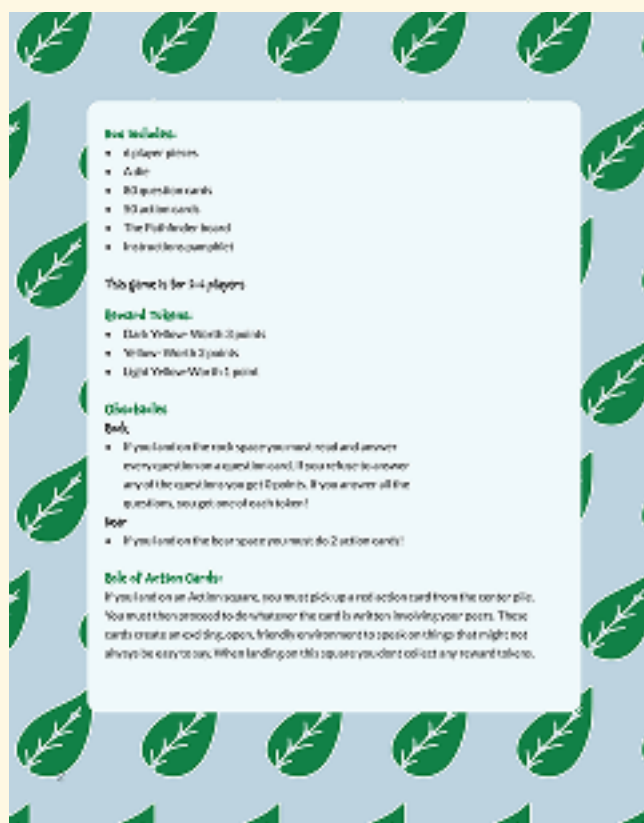 Box Includes:
• player pieces
• A die
• 80 question cards
• action cards
• The Pathfinder board
• Instructions pamphlet
This game is for players
Reward Tokens:
• Dark Yellow- Worth 3 points
• Yellow- Worth 2 points
• Light Yellow-Worth 1 point
Obstacles
Rock
• If you land on the rock space you must read and answer
every question on a question card. If you refuse to answer
any of the questions you get 0 points. If you answer all the
questions, you get one of each token!
Bear
• If you land on the bear space you must do 2 action cards!
Role of Action Cards:
If you land on an Action square, you must pick up a red action card from the center pile.
You must then proceed to do whatever the card is written involving your peers. These
cards create an exciting, open, friendly environment to speak on things that might not
always be easy to say. When landing on this square you dont collect any reward tokens.